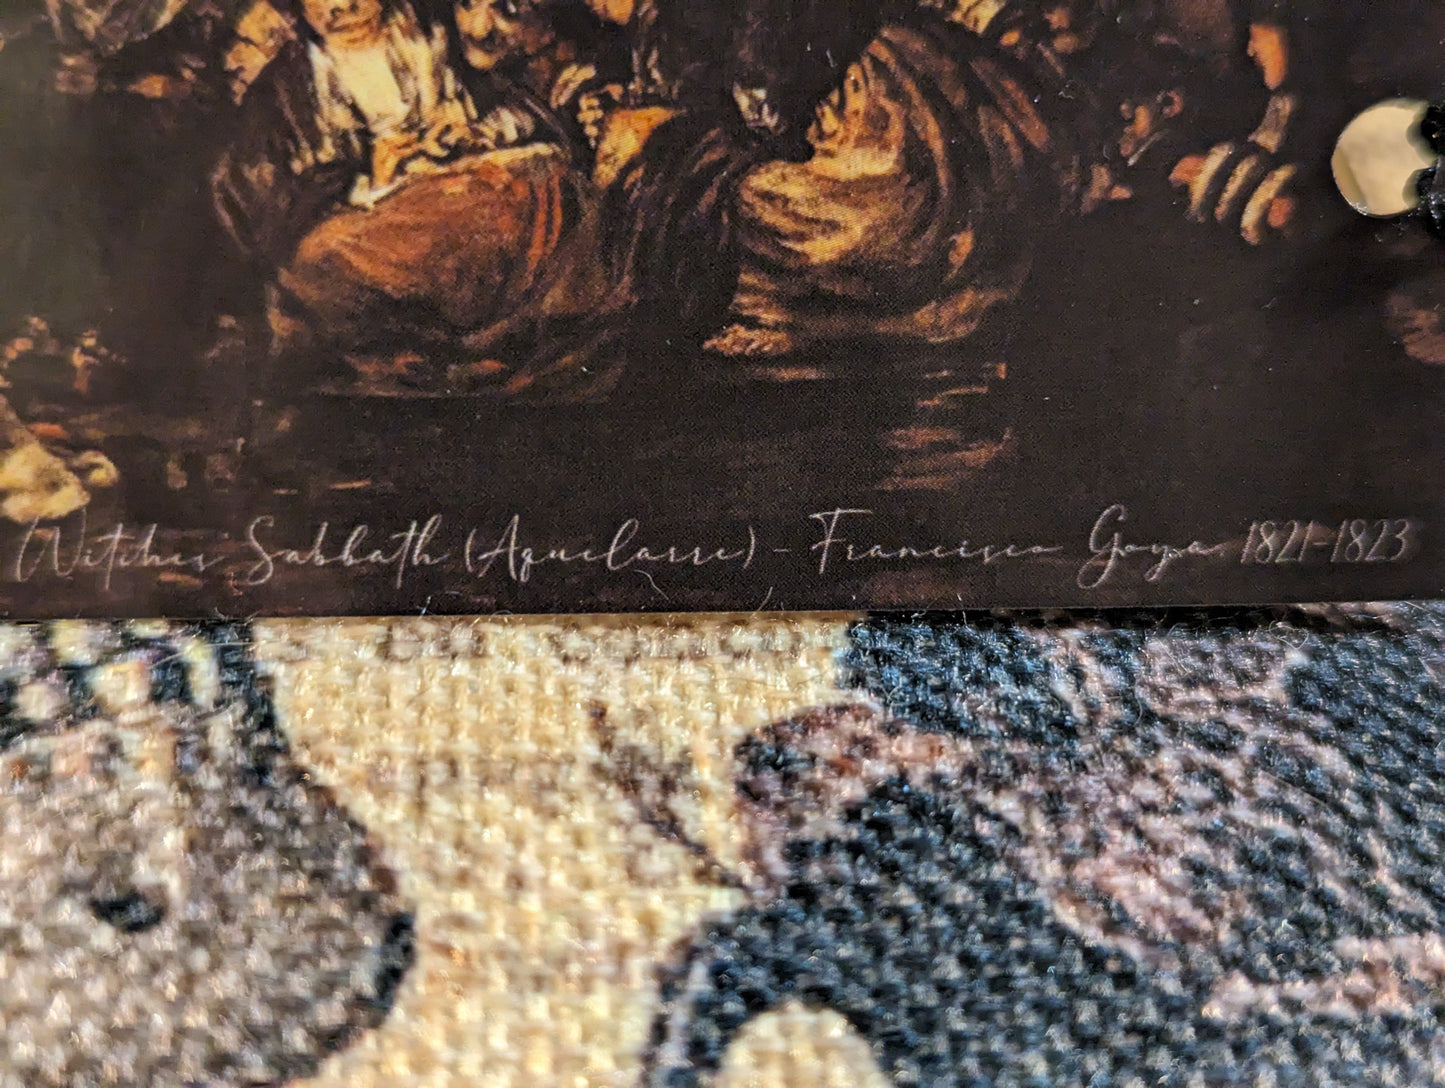 Witches Sabbath (Aquelarre) - Francisco Goya, 1821-1823